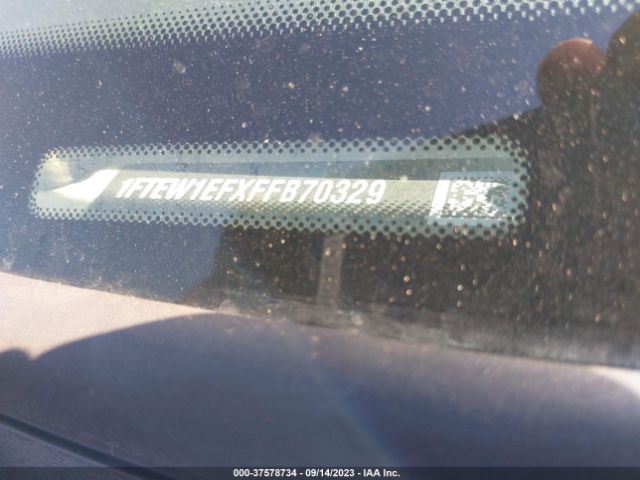 1FTEW1EFXFFB70329
000-37578734 - 09/14/2023 - IAA Inc.